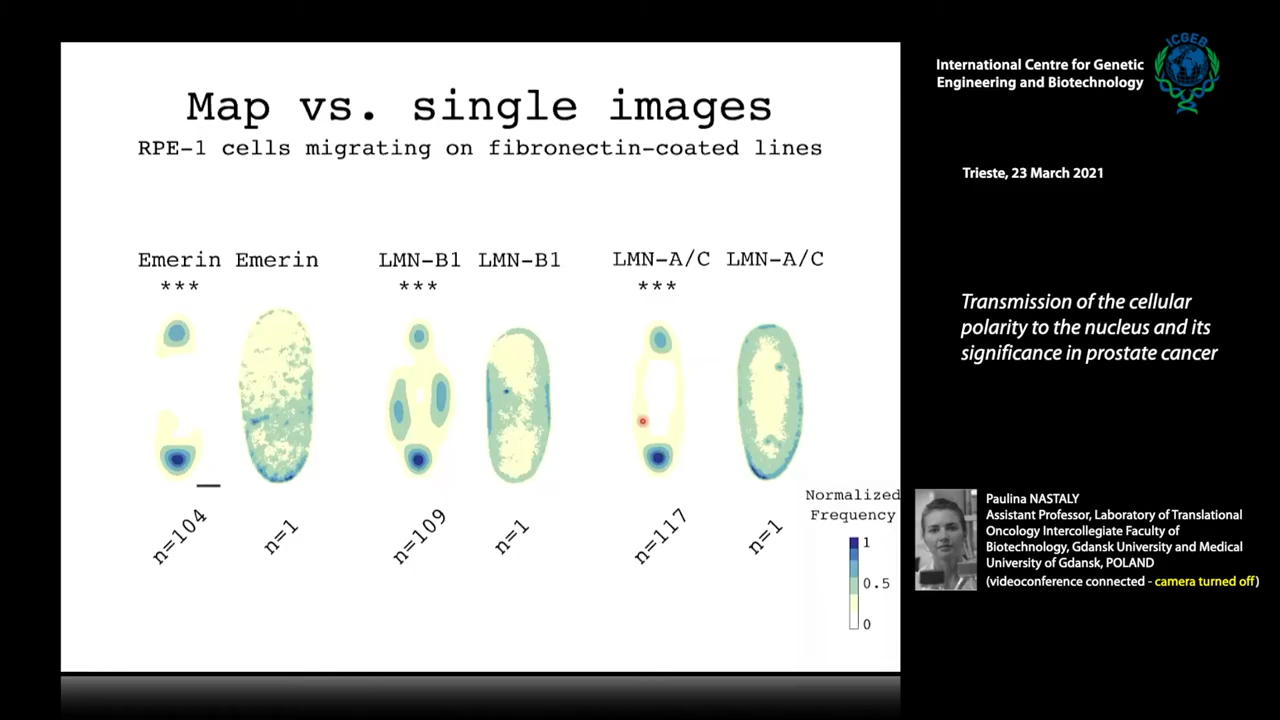 Map vs. single images
RPE-1 cells migrating on fibronectin-coated lines
Emerin Emerin LMN-B1 LMN-B1 LMN-A/C LMN-A/C
*** *** ***
n=104 n=1 n=109 n=1 n=117 n=1
Normalized
Frequency
1
0.5
0
ICGEB
International Centre for Genetic
Engineering and Biotechnology
Trieste, 23 March 2021
Transmission of the cellular
polarity to the nucleus and its
significance in prostate cancer
Paulina NASTALY
Assistant Professor, Laboratory of Translational
Oncology Intercollegiate Faculty of
Biotechnology, Gdansk University and Medical
University of Gdansk, POLAND
(videoconference connected - camera turned off)